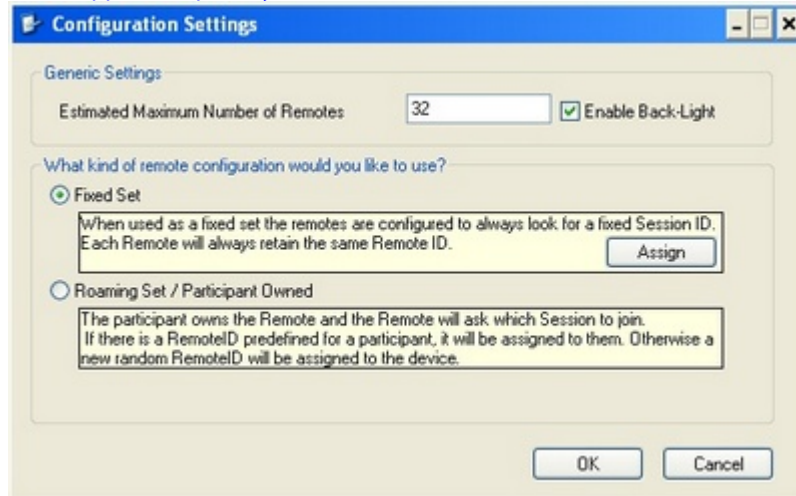 Configuration Settings
Generic Settings
Estimated Maximum Number of Remotes 32 Enable Back-Light
What kind of remote configuration would you like to use?
Fixed Set
When used as a fixed set the remotes are configured to always look for a fixed Session ID.
Each Remote will always retain the same Remote ID.
Assign
Roaming Set / Participant Owned
The participant owns the Remote and the Remote will ask which Session to join.
If there is a RemoteID predefined for a participant, it will be assigned to them. Otherwise a
new random RemoteID will be assigned to the device.
OK Cancel